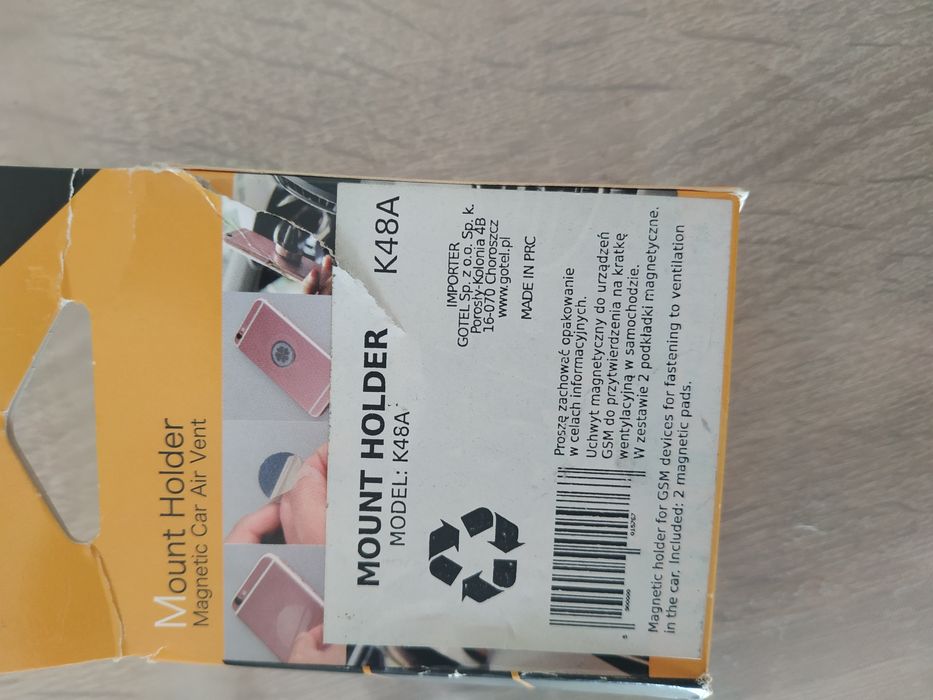 Mount Holder
Magnetic Car Air Vent
MOUNT HOLDER K48A
MODEL: K48A
IMPORTER
GOTEL Sp. z o.o. Sp. k.
Porosły-Kolonia 4B
16-070 Choroszcz
www.gotel.pl
MADE IN PRC
Proszę zachować opakowanie
w celach informacyjnych.
Uchwyt magnetyczny do urządzeń
GSM do przytwierdzenia na kratkę
wentylacyjną w samochodzie.
W zestawie 2 podkladki magnetyczne.
Magnetic holder for GSM devices for fastening to ventilation
in the car. Included: 2 magnetic pads.